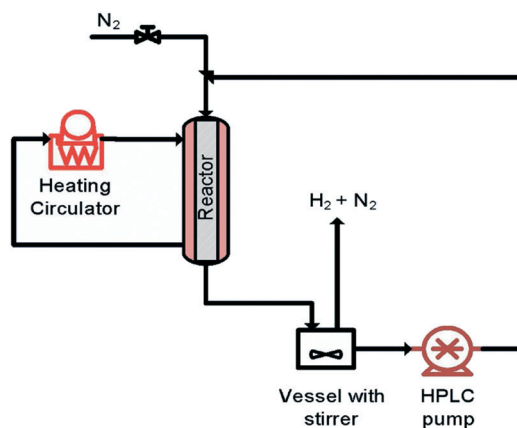 N₂
Heating
Circulator
Reactor
H₂ + N₂
Vessel with
stirrer
HPLC
pump